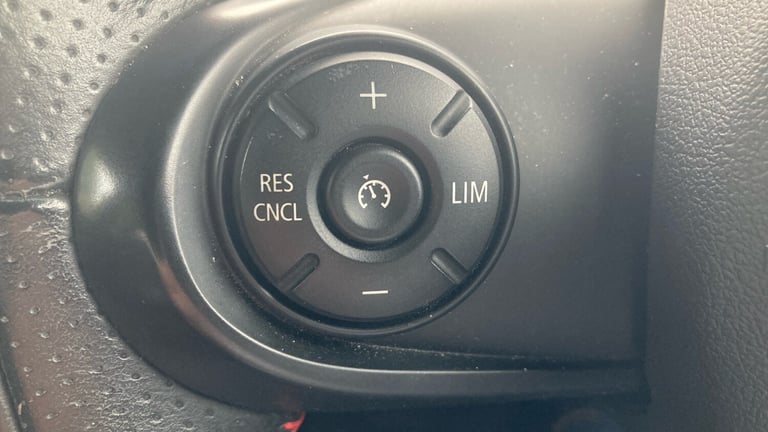 +
RES
CNCL
LIM
−